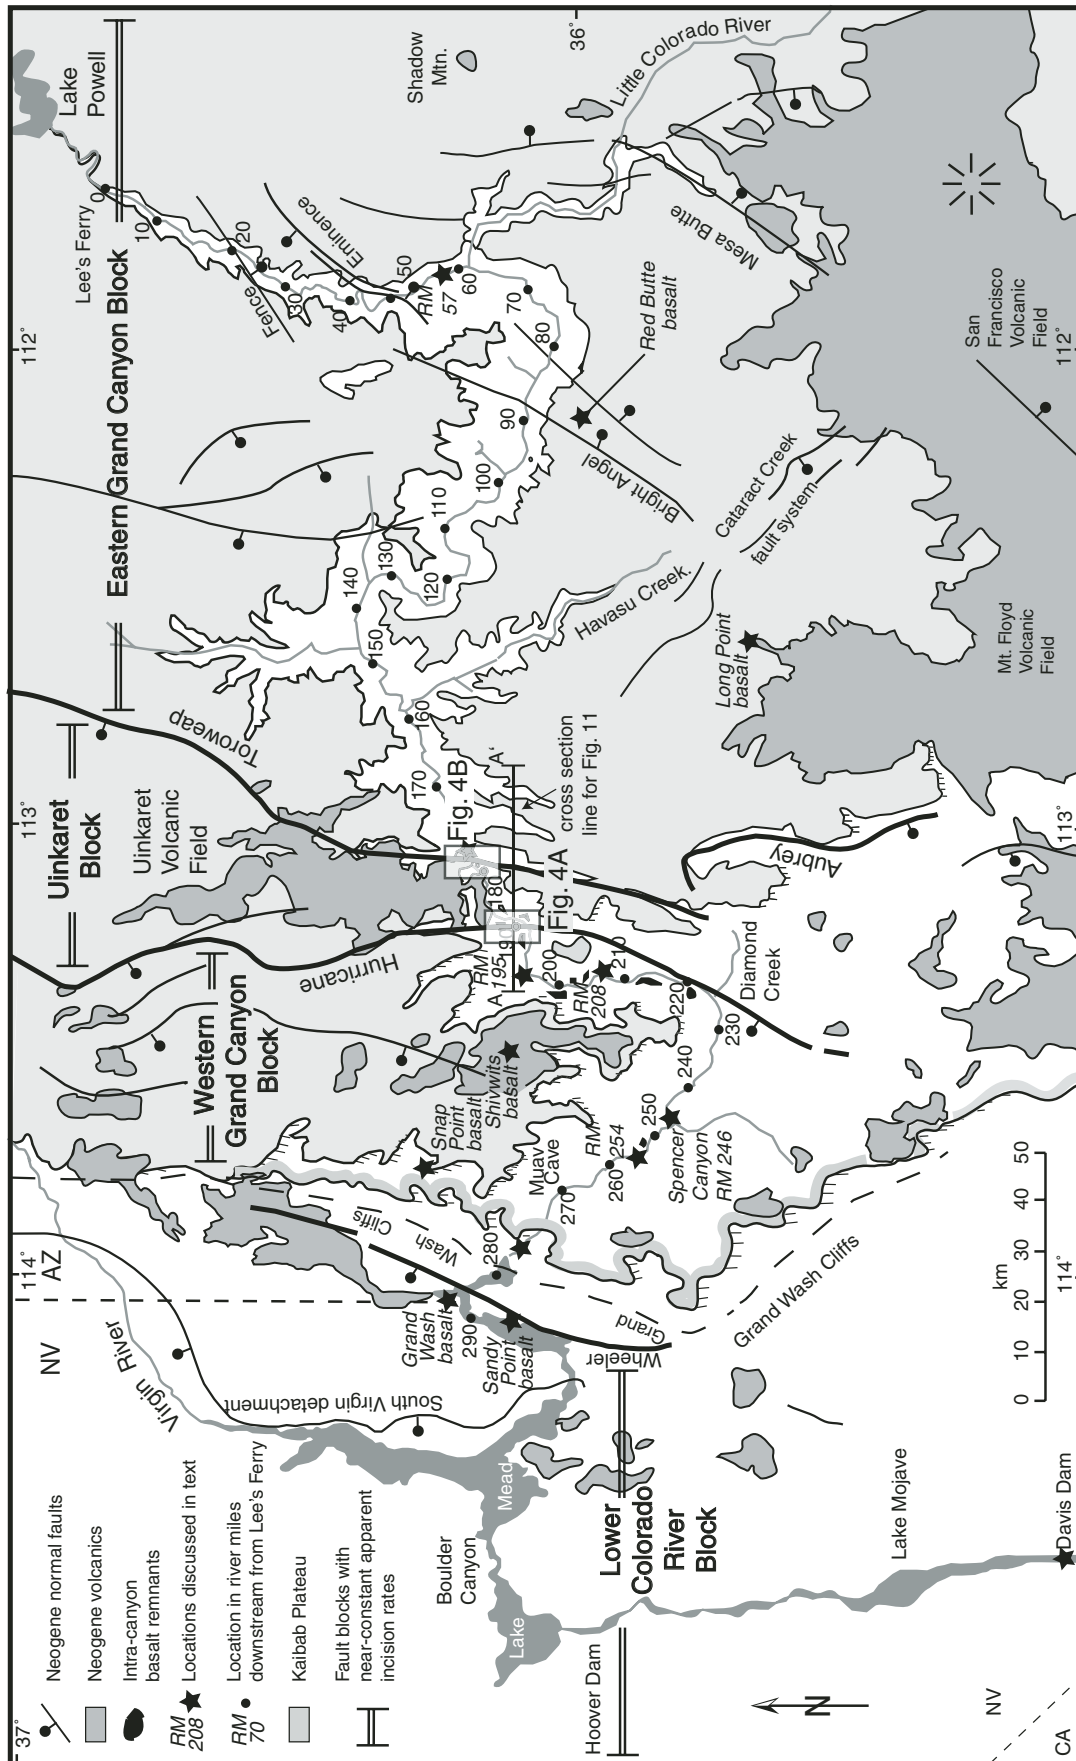 37°
Neogene normal faults
Neogene volcanics
Intra-canyon
basalt remnants
RM
208
Locations discussed in text
RM
70
Location in river miles
downstream from Lee's Ferry
Kaibab Plateau
Fault blocks with
near-constant apparent
incision rates
NV
AZ
114°
113°
112°
Virgin River
South Virgin detachment
Boulder
Canyon
Lake
Mead
Hoover Dam
Lower
Colorado
River
Block
Lake Mojave
Davis Dam
NV
CA
N
km
0
10
20
30
40
50
114°
113°
112°
36°
Grand
Wash
basalt
290
Sandy
Point
basalt
280
Wheeler
Grand
Wash
Cliffs
Grand Wash Cliffs
Western
Grand Canyon
Block
Snap
Point
basalt
Shivwits
basalt
Muav
Cave
270
260
RM
254
250
Spencer
Canyon
RM 246
240
230
220
210
RM
208
200
RM
195
190
180
Diamond
Creek
Hurricane
Uinkaret
Block
Uinkaret
Volcanic
Field
Toroweap
Fig. 4A
Fig. 4B
A
A'
cross section
line for Fig. 11
Aubrey
170
160
150
140
130
120
110
100
90
80
70
60
RM
57
50
40
30
20
10
0
Eastern Grand Canyon Block
Lee's Ferry
Lake
Powell
Fence
Eminence
Shadow
Mtn.
Little Colorado River
Mesa Butte
Red Butte
basalt
Bright Angel
Cataract Creek
fault system
Havasu Creek.
Long Point
basalt
Mt. Floyd
Volcanic
Field
San
Francisco
Volcanic
Field